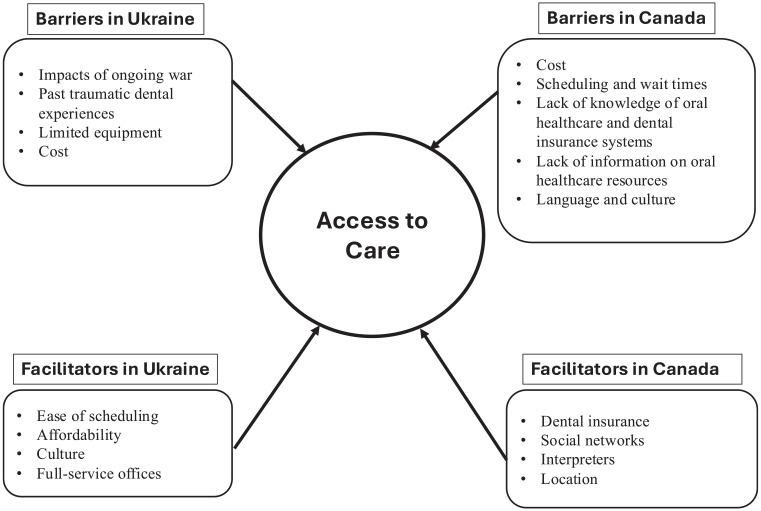 Barriers in Ukraine
• Impacts of ongoing war
• Past traumatic dental
experiences
• Limited equipment
• Cost
Barriers in Canada
• Cost
• Scheduling and wait times
• Lack of knowledge of oral
healthcare and dental
insurance systems
• Lack of information on oral
healthcare resources
• Language and culture
Access to
Care
Facilitators in Ukraine
• Ease of scheduling
• Affordability
• Culture
• Full-service offices
Facilitators in Canada
• Dental insurance
• Social networks
• Interpreters
• Location